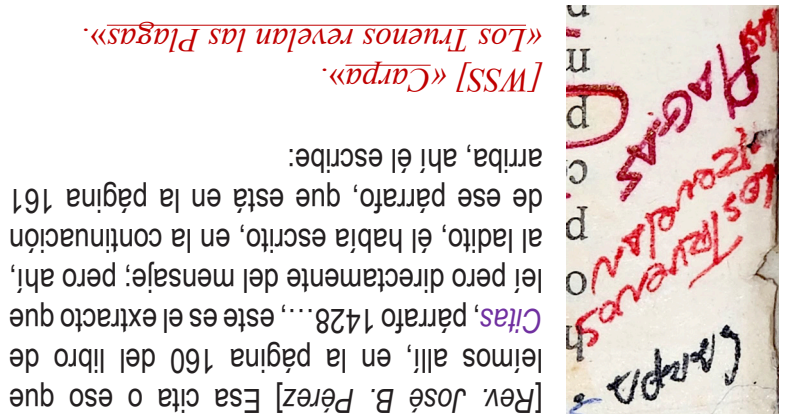 [Rev. José B. Pérez] Esa cita o eso que
leímos allí, en la página 160 del libro de
Citas, párrafo 1428…, este es el extracto que
leí pero directamente del mensaje; pero ahí,
al ladito, él había escrito, en la continuación
de ese párrafo, que está en la página 161
arriba, ahí él escribe:
[WSS] «Carpa».
«Los Truenos revelan las Plagas».
Carpa
Los Truenos
revelan
las
PLAGAS
h
o
p
c
p
u